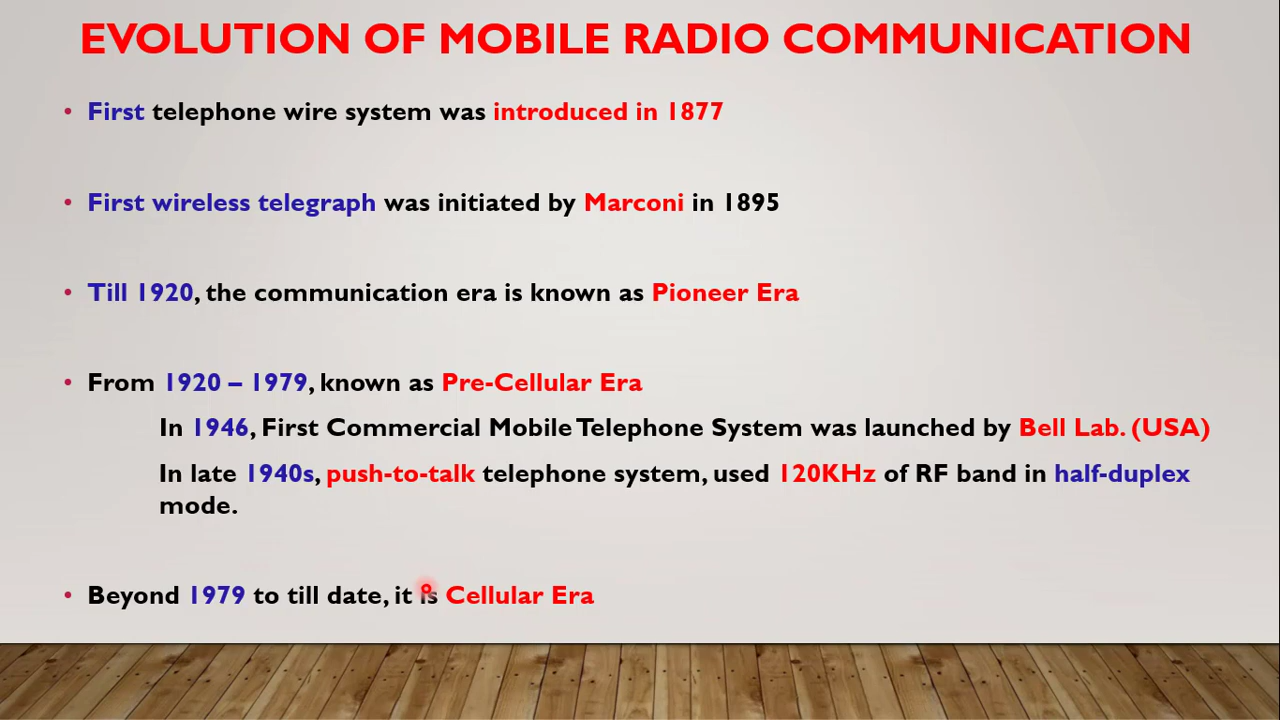 EVOLUTION OF MOBILE RADIO COMMUNICATION
• First telephone wire system was introduced in 1877
• First wireless telegraph was initiated by Marconi in 1895
• Till 1920, the communication era is known as Pioneer Era
• From 1920 – 1979, known as Pre-Cellular Era
In 1946, First Commercial Mobile Telephone System was launched by Bell Lab. (USA)
In late 1940s, push-to-talk telephone system, used 120KHz of RF band in half-duplex
mode.
• Beyond 1979 to till date, it is Cellular Era